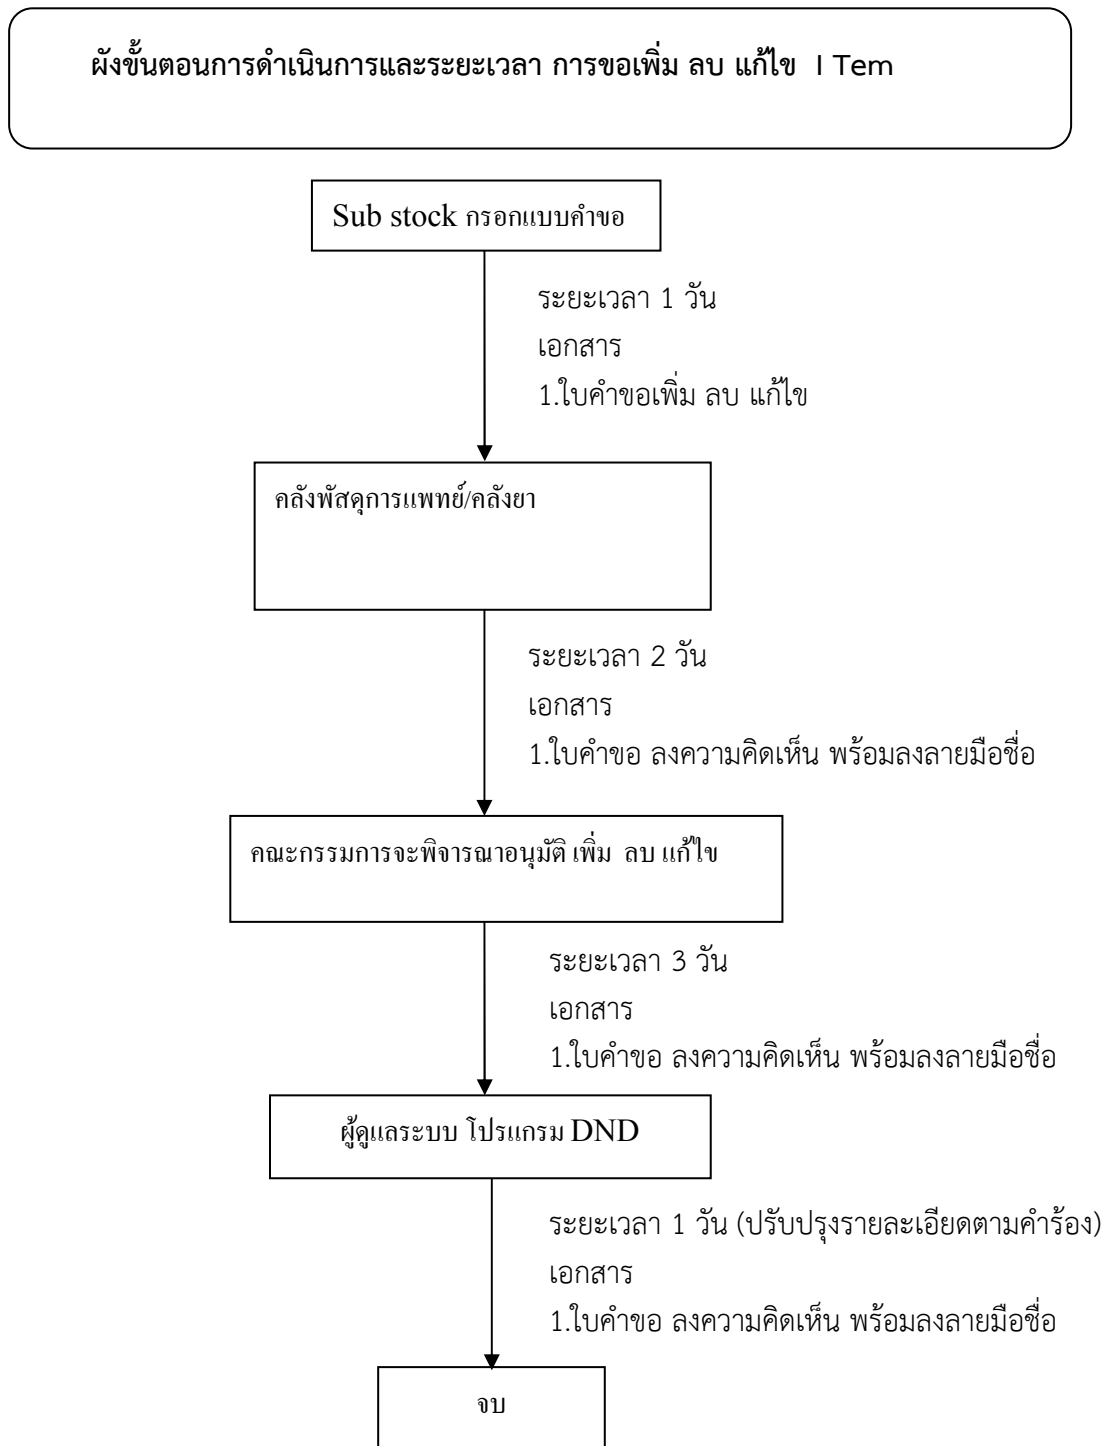 ผังขั้นตอนการดำเนินการและระยะเวลา การขอเพิ่ม ลบ แก้ไข I Tem
Sub stock กรอกแบบคำขอ
ระยะเวลา 1 วัน
เอกสาร
1.ใบคำขอเพิ่ม ลบ แก้ไข
คลังพัสดุการแพทย์/คลังยา
ระยะเวลา 2 วัน
เอกสาร
1.ใบคำขอ ลงความคิดเห็น พร้อมลงลายมือชื่อ
คณะกรรมการจะพิจารณาอนุมัติ เพิ่ม ลบ แก้ไข
ระยะเวลา 3 วัน
เอกสาร
1.ใบคำขอ ลงความคิดเห็น พร้อมลงลายมือชื่อ
ผู้ดูแลระบบ โปรแกรม DND
ระยะเวลา 1 วัน (ปรับปรุงรายละเอียดตามคำร้อง)
เอกสาร
1.ใบคำขอ ลงความคิดเห็น พร้อมลงลายมือชื่อ
จบ